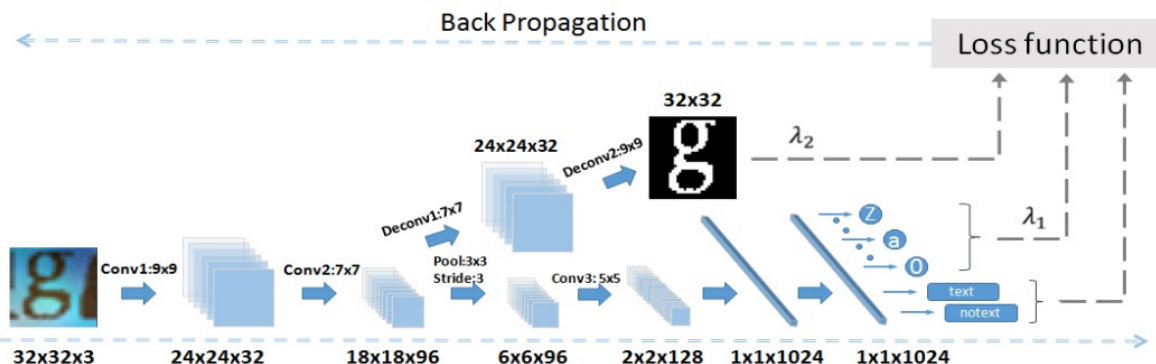 Back Propagation
Loss function
32x32
λ₂
24x24x32
Deconv2:9x9
Deconv1:7x7
Z
a
0
λ₁
g
g
Conv1:9x9
Conv2:7x7
Pool:3x3
Stride:3
Conv3: 5x5
text
notext
32x32x3
24x24x32
18x18x96
6x6x96
2x2x128
1x1x1024
1x1x1024